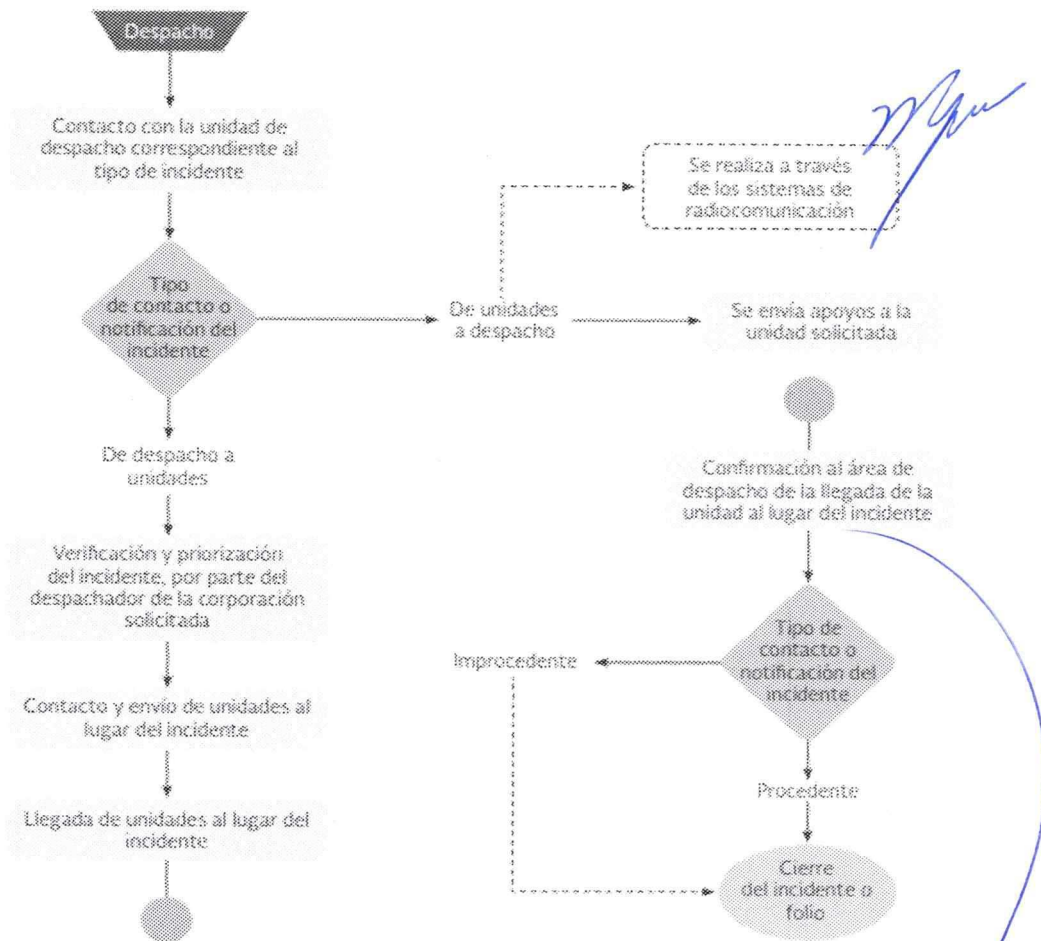 Despacho
Contacto con la unidad de
despacho correspondiente al
tipo de incidente
Tipo
de contacto o
notificación del
incidente
De unidades
a despacho
Se realiza a través
de los sistemas de
radiocomunicación
Se envía apoyos a la
unidad solicitada
De despacho a
unidades
Verificación y priorización
del incidente, por parte del
despachador de la corporación
solicitada
Contacto y envío de unidades al
lugar del incidente
Llegada de unidades al lugar del
incidente
Confirmación al área de
despacho de la llegada de la
unidad al lugar del incidente
Tipo de
contacto o
notificación del
incidente
Improcedente
Procedente
Cierre
del incidente o
folio